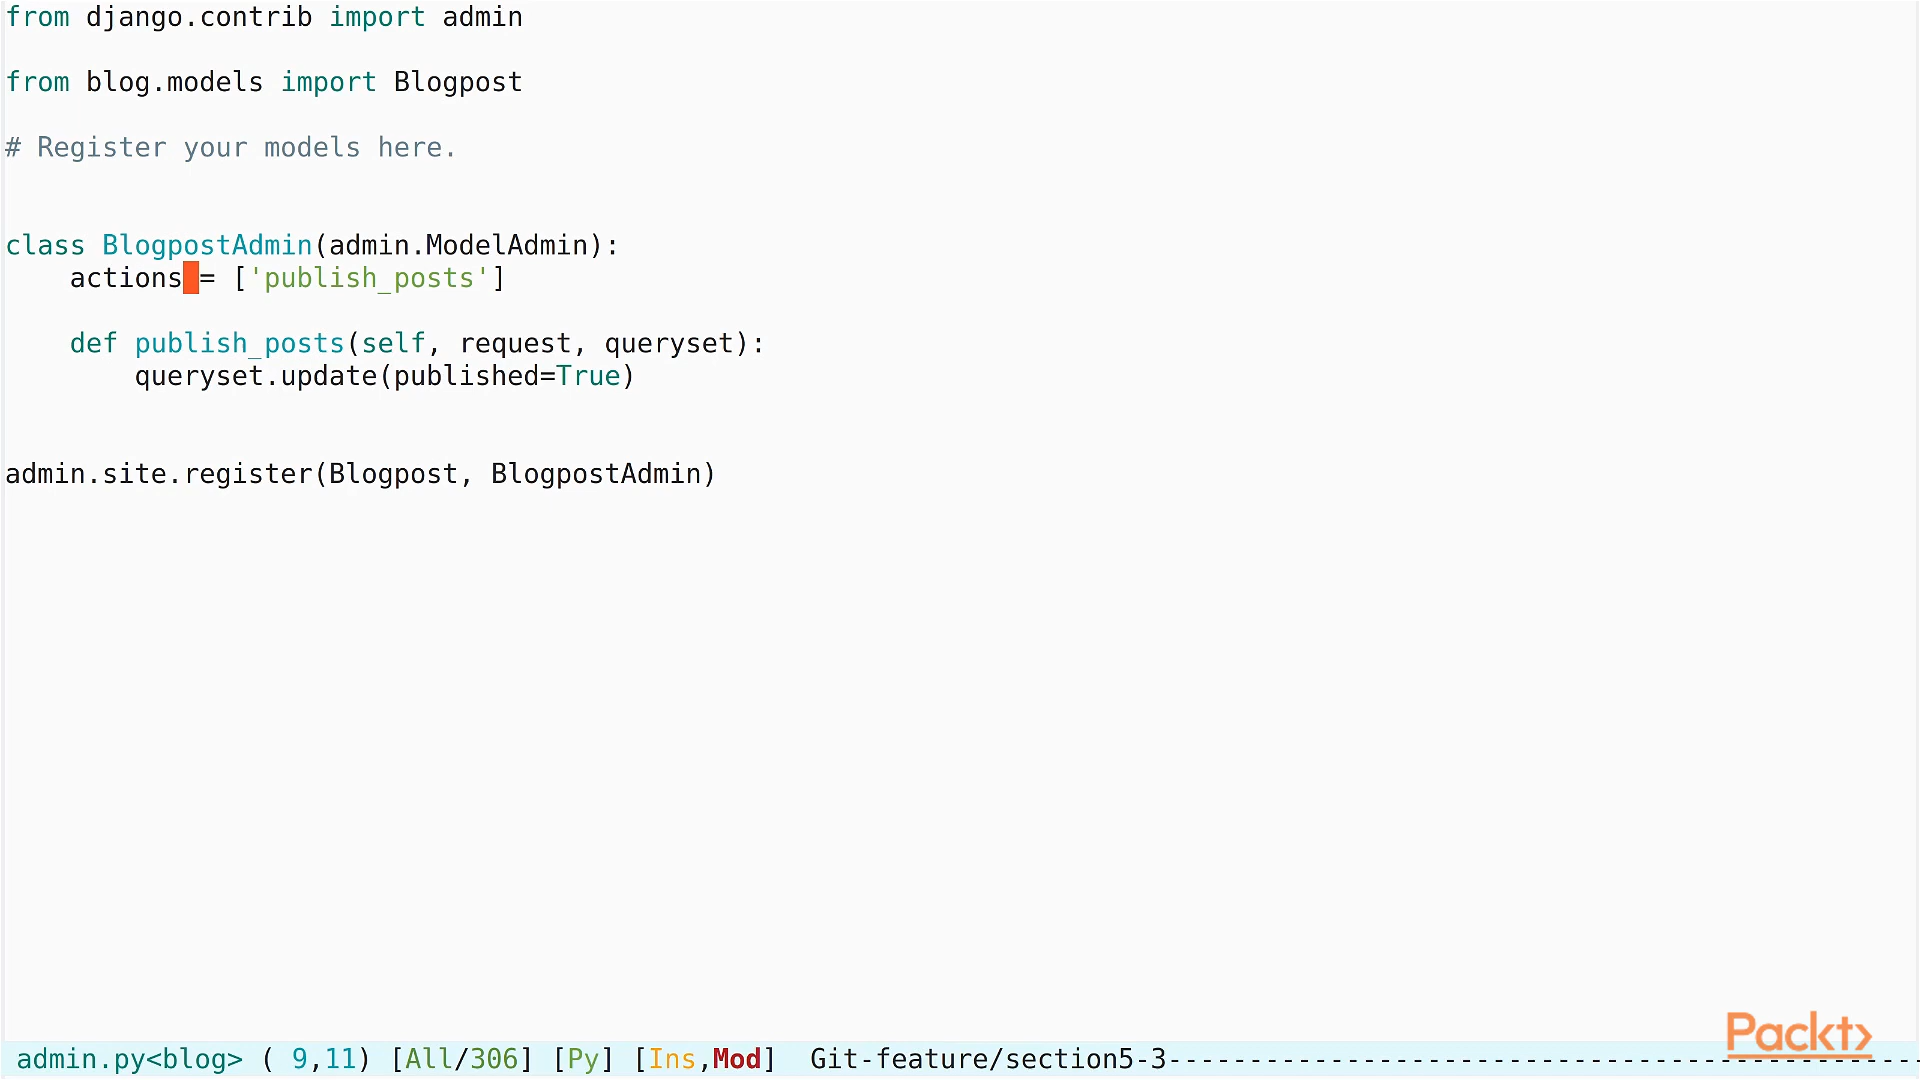 from django.contrib import admin
from blog.models import Blogpost
# Register your models here.
class BlogpostAdmin(admin.ModelAdmin):
    actions = ['publish_posts']
    def publish_posts(self, request, queryset):
        queryset.update(published=True)
admin.site.register(Blogpost, BlogpostAdmin)
Packt>
admin.py<blog> ( 9,11) [All/306] [Py] [Ins,Mod]  Git-feature/section5-3--------------------------------------------